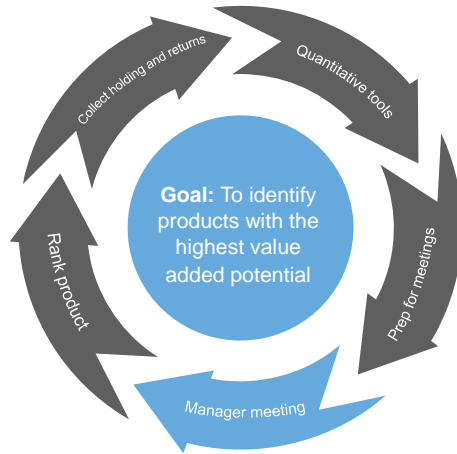 Collect holding and returns
Quantitative tools
Prep for meetings
Manager meeting
Rank product
Goal: To identify
products with the
highest value
added potential